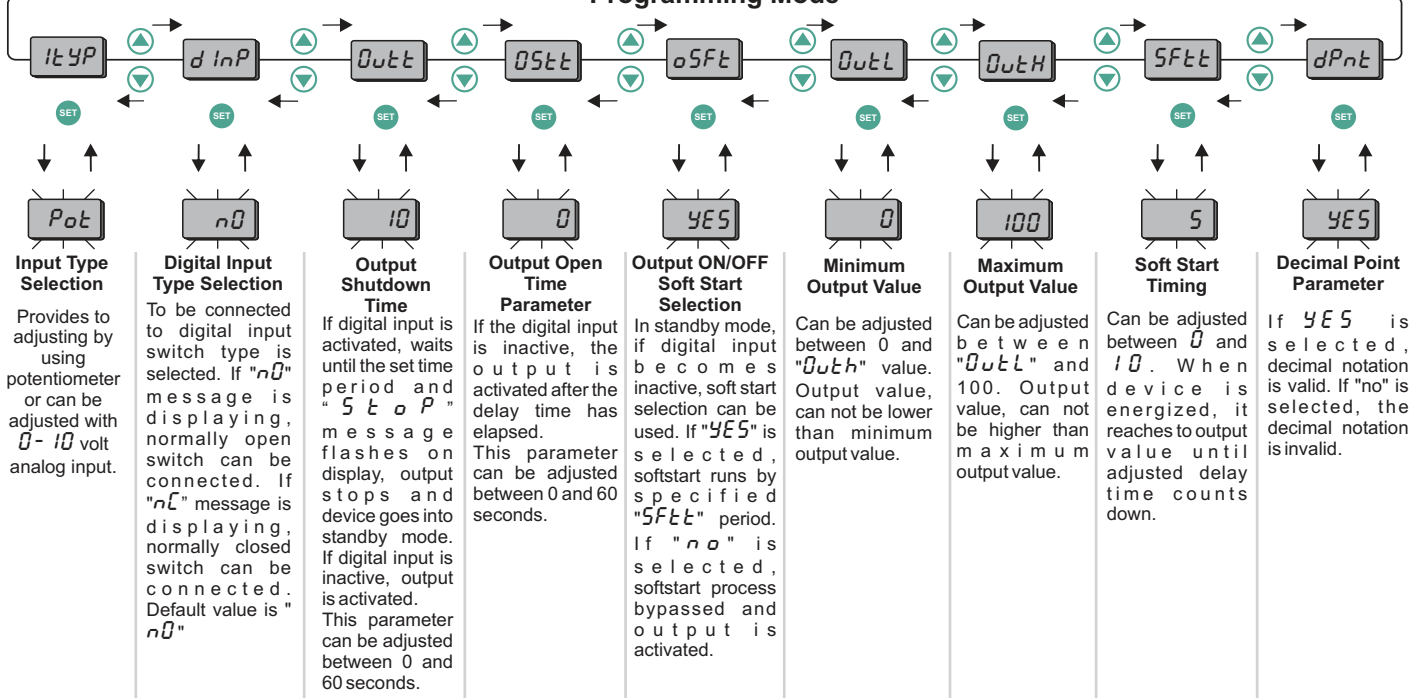 Programming Mode
ItYP dInP Outt OStt oSFt OutL OutH SFtt dPnt
SET SET SET SET SET SET SET SET SET
Pot nO 10 0 YES 0 100 5 YES
Input Type
Selection
Provides to
adjusting by
using
potentiometer
or can be
adjusted with
0-10 volt
analog input.
Digital Input
Type Selection
To be connected
to digital input
switch type is
selected. If "nO"
message is
displaying,
normally open
switch can be
connected. If
"nC" message is
displaying,
normally closed
switch can be
connected.
Default value is "
nO"
Output
Shutdown
Time
If digital input is
activated, waits
until the set time
period and
“ StoP ”
message
flashes on
display, output
stops and
device goes into
standby mode.
If digital input is
inactive, output
is activated.
This parameter
can be adjusted
between 0 and
60 seconds.
Output Open
Time
Parameter
If the digital input
is inactive, the
output is
activated after the
delay time has
elapsed.
This parameter
can be adjusted
between 0 and 60
seconds.
Output ON/OFF
Soft Start
Selection
In standby mode,
if digital input
becomes
inactive, soft start
selection can be
used. If "YES" is
selected,
softstart runs by
specified
"SFtt" period.
If "no" is
selected,
softstart process
bypassed and
output is
activated.
Minimum
Output Value
Can be adjusted
between 0 and
"Outh" value.
Output value,
can not be lower
than minimum
output value.
Maximum
Output Value
Can be adjusted
between
"OutL" and
100. Output
value, can not
be higher than
maximum
output value.
Soft Start
Timing
Can be adjusted
between 0 and
10. When
device is
energized, it
reaches to output
value until
adjusted delay
time counts
down.
Decimal Point
Parameter
If YES is
selected,
decimal notation
is valid. If "no" is
selected, the
decimal notation
is invalid.